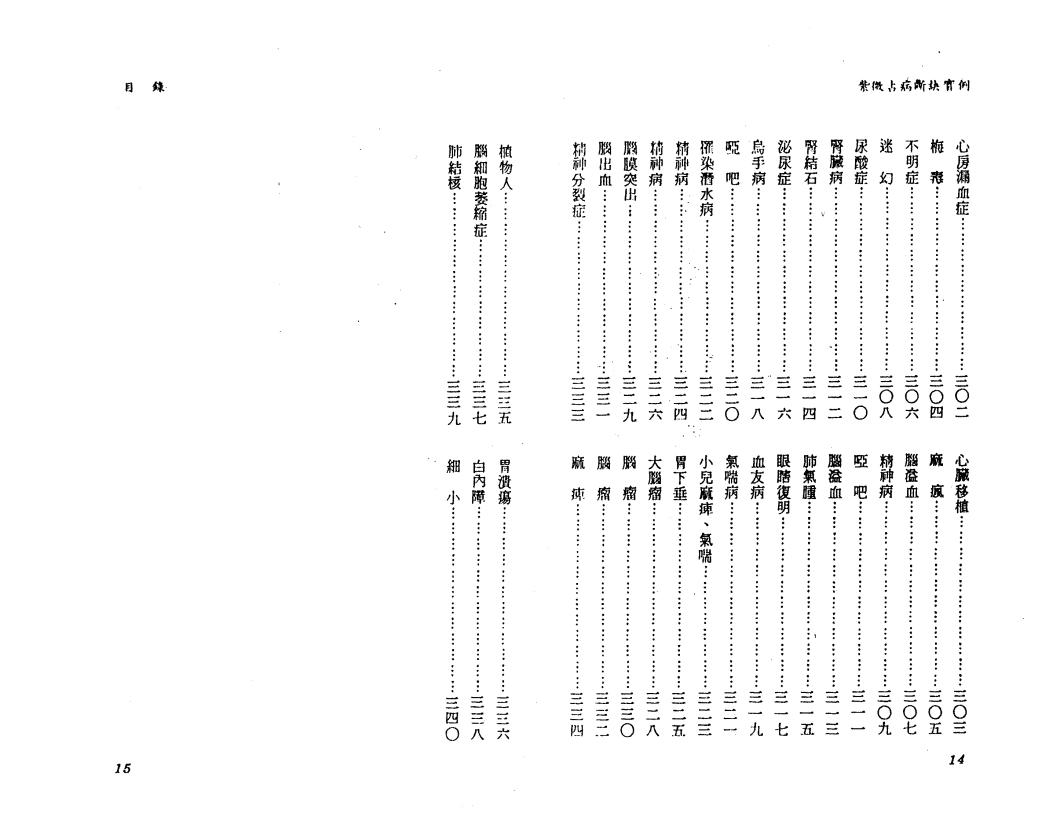 紫微占病斷訣實例
心房漏血症……三〇二
心臟移植……三〇三
梅　毒……三〇四
麻　瘋……三〇五
不明症……三〇六
腦溢血……三〇七
迷　幻……三〇八
精神病……三〇九
尿酸症……三一〇
啞　吧……三一一
腎臟病……三一二
腦溢血……三一三
腎結石……三一四
肺氣腫……三一五
泌尿症……三一六
眼瞎復明……三一七
烏手病……三一八
血友病……三一九
啞　吧……三二〇
氣喘病……三二一
罹染潛水病……三二二
小兒麻痺、氣喘……三二三
精神病……三二四
胃下垂……三二五
精神病……三二六
大腦瘤……三二八
腦膜突出……三二九
腦　瘤……三三〇
腦出血……三三一
腦　瘤……三三二
精神分裂症……三三三
麻　痺……三三四
14
目　錄
植物人……三三五
胃潰瘍……三三六
腦細胞萎縮症……三三七
白內障……三三八
肺結核……三三九
細　小……三四〇
15